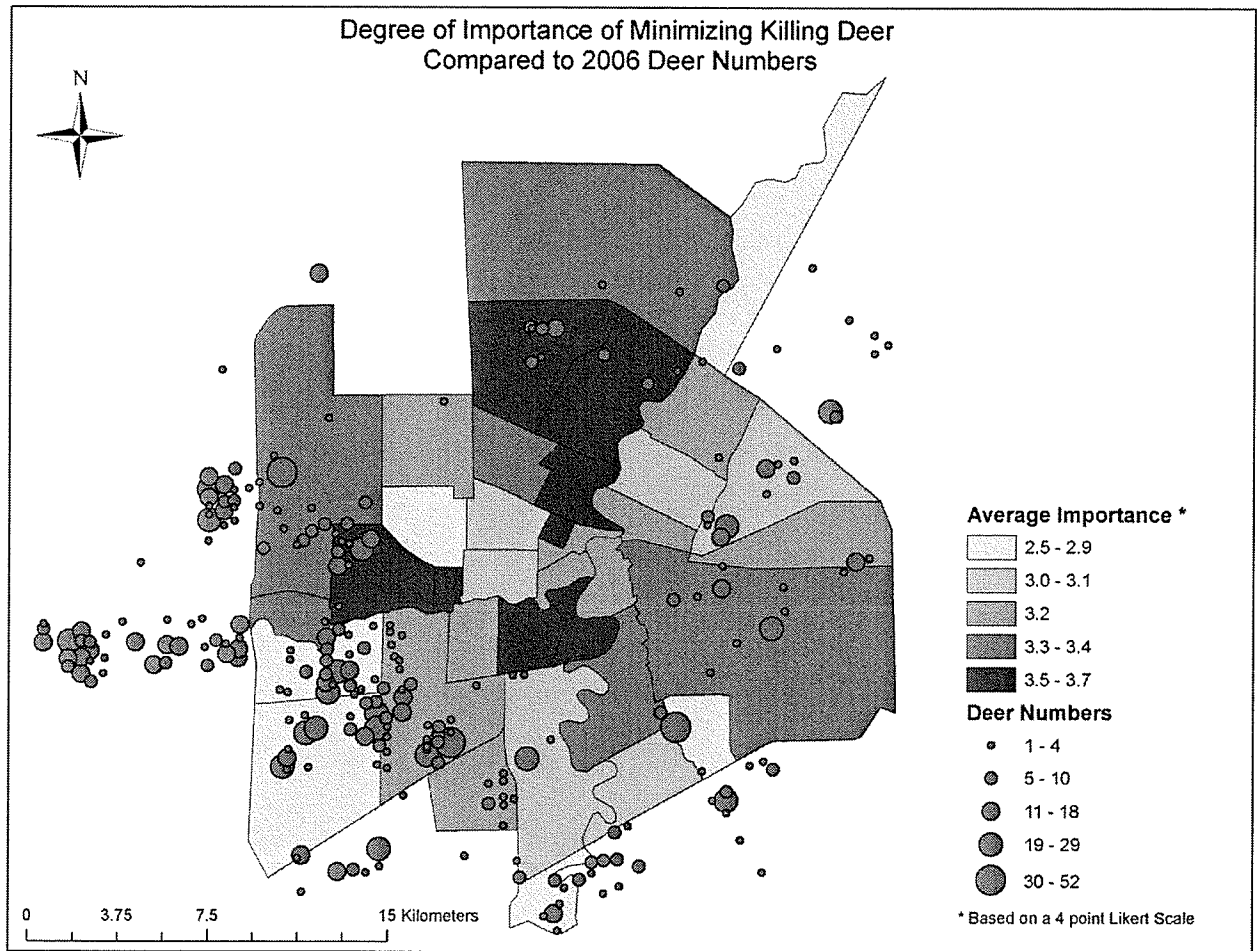 Degree of Importance of Minimizing Killing Deer
Compared to 2006 Deer Numbers
N
Average Importance *
2.5 - 2.9
3.0 - 3.1
3.2
3.3 - 3.4
3.5 - 3.7
Deer Numbers
1 - 4
5 - 10
11 - 18
19 - 29
30 - 52
* Based on a 4 point Likert Scale
0 3.75 7.5 15 Kilometers